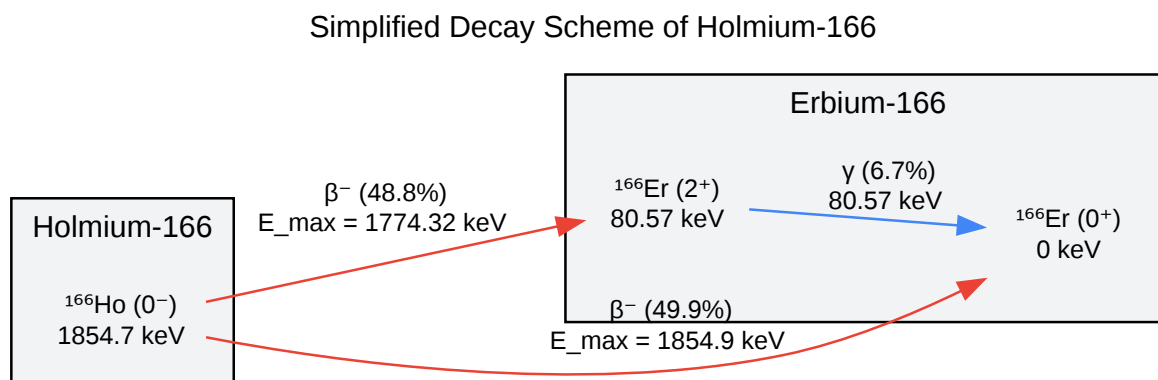 Simplified Decay Scheme of Holmium-166
Erbium-166
Holmium-166
β⁻ (48.8%)
E_max = 1774.32 keV
¹⁶⁶Er (2⁺)
80.57 keV
γ (6.7%)
80.57 keV
¹⁶⁶Er (0⁺)
0 keV
¹⁶⁶Ho (0⁻)
1854.7 keV
β⁻ (49.9%)
E_max = 1854.9 keV